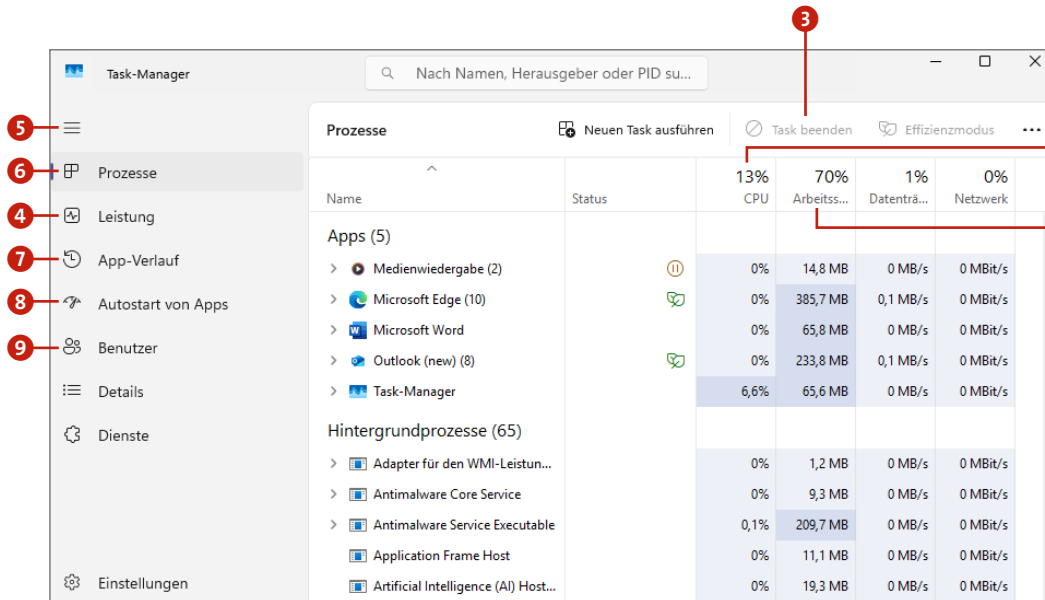 3
Task-Manager
Nach Namen, Herausgeber oder PID su...
5
Prozesse
Neuen Task ausführen
Task beenden
Effizienzmodus
...
6 Prozesse
4 Leistung
7 App-Verlauf
8 Autostart von Apps
9 Benutzer
Details
Dienste
Einstellungen
13% 70% 1% 0%
Name Status CPU Arbeitss... Datenträ... Netzwerk
Apps (5)
Medienwiedergabe (2) 0% 14,8 MB 0 MB/s 0 MBit/s
Microsoft Edge (10) 0% 385,7 MB 0,1 MB/s 0 MBit/s
Microsoft Word 0% 65,8 MB 0 MB/s 0 MBit/s
Outlook (new) (8) 0% 233,8 MB 0,1 MB/s 0 MBit/s
Task-Manager 6,6% 65,6 MB 0 MB/s 0 MBit/s
Hintergrundprozesse (65)
Adapter für den WMI-Leistun... 0% 1,2 MB 0 MB/s 0 MBit/s
Antimalware Core Service 0% 9,3 MB 0 MB/s 0 MBit/s
Antimalware Service Executable 0,1% 209,7 MB 0 MB/s 0 MBit/s
Application Frame Host 0% 11,1 MB 0 MB/s 0 MBit/s
Artificial Intelligence (AI) Host... 0% 19,3 MB 0 MB/s 0 MBit/s